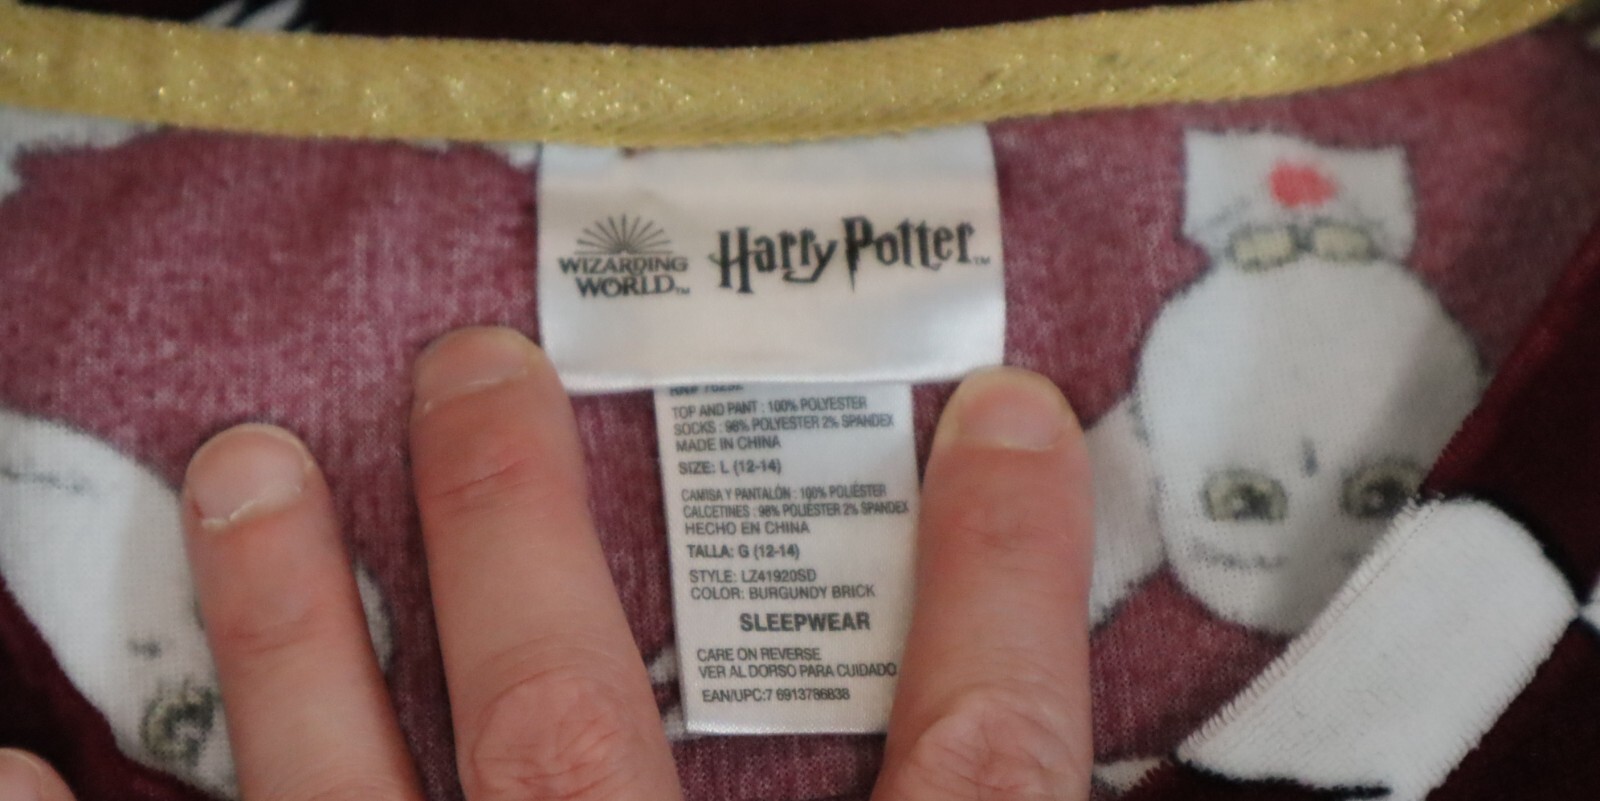 WIZARDING
WORLD™
Harry Potter™
TOP AND PANT : 100% POLYESTER
SOCKS : 98% POLYESTER 2% SPANDEX
MADE IN CHINA
SIZE: L (12-14)
CAMISA Y PANTALÓN : 100% POLIÉSTER
CALCETINES : 98% POLIÉSTER 2% SPANDEX
HECHO EN CHINA
TALLA: G (12-14)
STYLE: LZ41920SD
COLOR: BURGUNDY BRICK
SLEEPWEAR
CARE ON REVERSE
VER AL DORSO PARA CUIDADO
EAN/UPC:7 6913786838